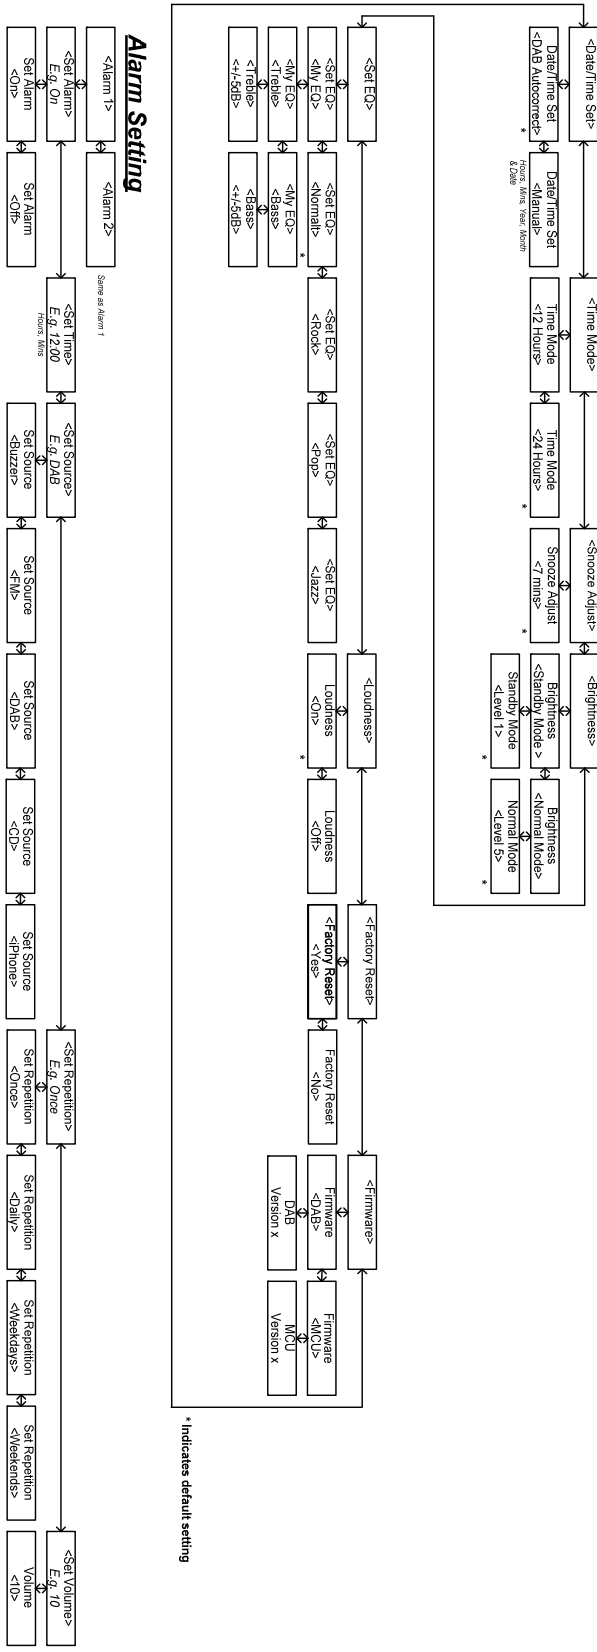 <Date/Time Set>
<Time Mode>
<Snooze Adjust>
<Brightness>
Date/Time Set
<DAB Autocorrect>
*
Date/Time Set
<Manual>
Hours, Mins, Year, Month
& Date
Time Mode
<12 Hours>
Time Mode
<24 Hours>
*
Snooze Adjust
<7 mins>
*
Brightness
<Standby Mode >
Brightness
<Normal Mode>
Standby Mode
<Level 1>
*
Normal Mode
<Level 5>
*
<Set EQ>
<Loudness>
<Factory Reset>
<Firmware>
<Set EQ>
<My EQ>
<Set EQ>
<Normalt>
*
<Set EQ>
<Rock>
<Set EQ>
<Pop>
<Set EQ>
<Jazz>
Loudness
<On>
*
Loudness
<Off>
<Factory Reset>
<Yes>
Factory Reset
<No>
Firmware
<DAB>
Firmware
<MCU>
<My EQ>
<Treble>
<My EQ>
<Bass>
DAB
Version x
MCU
Version x
<Treble>
<+/-5dB>
<Bass>
<+/-5dB>
* Indicates default setting
Alarm Setting
<Alarm 1>
<Alarm 2>
Same as Alarm 1
<Set Alarm>
E.g. On
<Set Time>
E.g. 12:00
Hours, Mins
<Set Source>
E.g. DAB
<Set Repetition>
E.g. Once
<Set Volume>
E.g. 10
Set Alarm
<On>
Set Alarm
<Off>
Set Source
<Buzzer>
Set Source
<FM>
Set Source
<DAB>
Set Source
<CD>
Set Source
<iPhone>
Set Repetition
<Once>
Set Repetition
<Daily>
Set Repetition
<Weekdays>
Set Repetition
<Weekends>
Volume
<10>